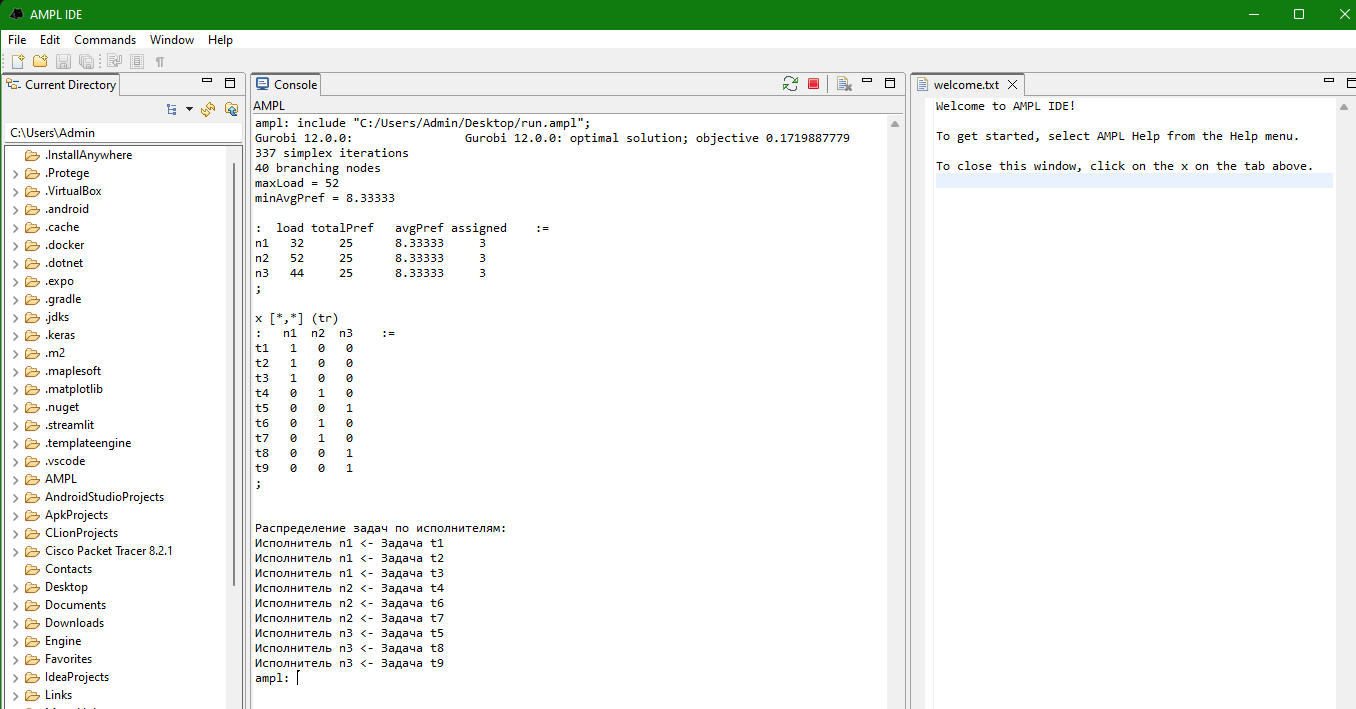 AMPL IDE
File Edit Commands Window Help
Current Directory
C:\Users\Admin
.InstallAnywhere
.Protege
.VirtualBox
.android
.cache
.docker
.dotnet
.expo
.gradle
.jdks
.keras
.m2
.maplesoft
.matplotlib
.nuget
.streamlit
.templateengine
.vscode
AMPL
AndroidStudioProjects
ApkProjects
CLionProjects
Cisco Packet Tracer 8.2.1
Contacts
Desktop
Documents
Downloads
Engine
Favorites
IdeaProjects
Links
Console
AMPL
ampl: include "C:/Users/Admin/Desktop/run.ampl";
Gurobi 12.0.0: Gurobi 12.0.0: optimal solution; objective 0.1719887779
337 simplex iterations
40 branching nodes
maxLoad = 52
minAvgPref = 8.33333
: load totalPref avgPref assigned :=
n1 32 25 8.33333 3
n2 52 25 8.33333 3
n3 44 25 8.33333 3
;
x [*,*] (tr)
: n1 n2 n3 :=
t1 1 0 0
t2 1 0 0
t3 1 0 0
t4 0 1 0
t5 0 0 1
t6 0 1 0
t7 0 1 0
t8 0 0 1
t9 0 0 1
;
Распределение задач по исполнителям:
Исполнитель n1 <- Задача t1
Исполнитель n1 <- Задача t2
Исполнитель n1 <- Задача t3
Исполнитель n2 <- Задача t4
Исполнитель n2 <- Задача t6
Исполнитель n2 <- Задача t7
Исполнитель n3 <- Задача t5
Исполнитель n3 <- Задача t8
Исполнитель n3 <- Задача t9
ampl:
welcome.txt
Welcome to AMPL IDE!
To get started, select AMPL Help from the Help menu.
To close this window, click on the x on the tab above.